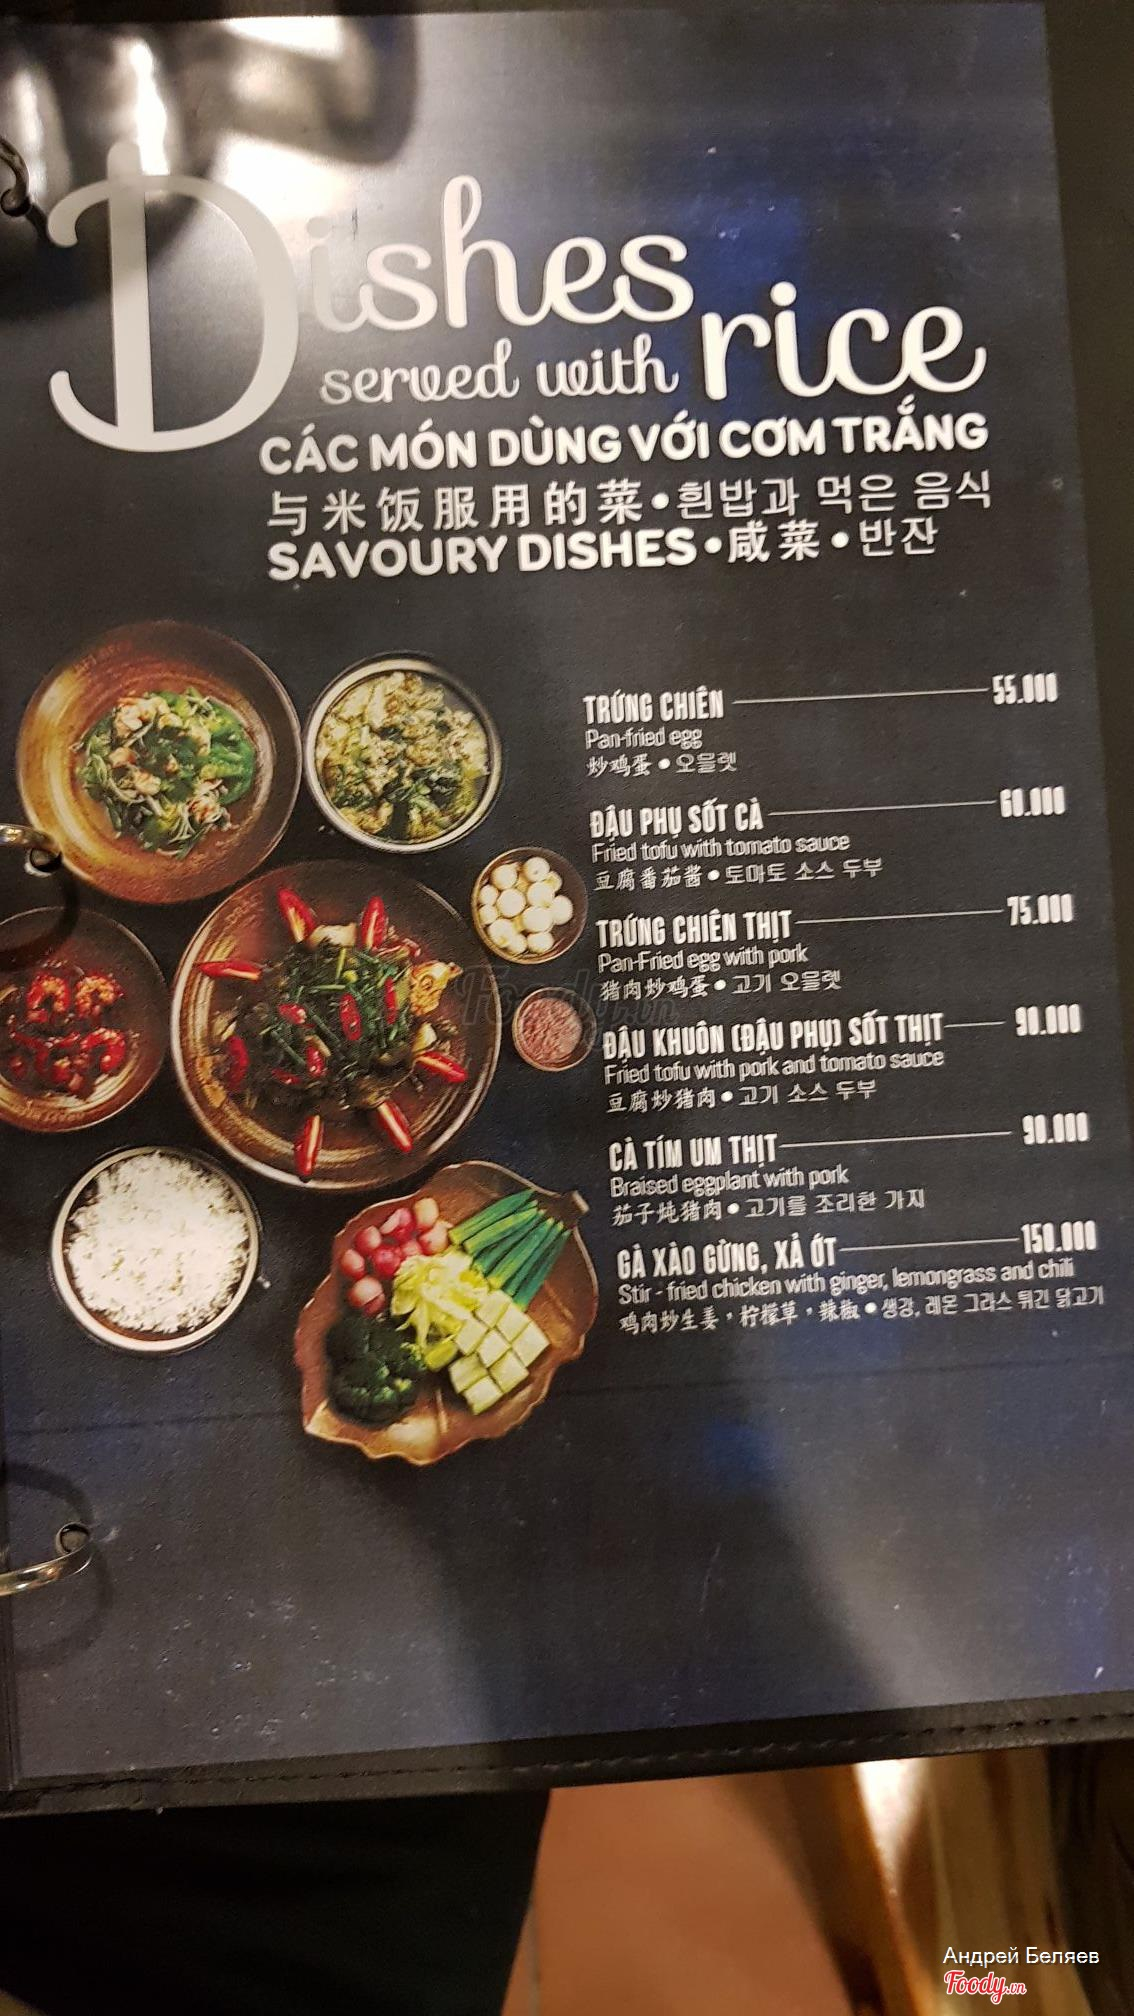 Dishes
served with rice
CÁC MÓN DÙNG VỚI CƠM TRẮNG
与米饭服用的菜 • 흰밥과 먹은 음식
SAVOURY DISHES • 咸菜 • 반잔
TRỨNG CHIÊN 55.000
Pan-fried egg
炒鸡蛋 • 오믈렛
ĐẬU PHỤ SỐT CÀ 60.000
Fried tofu with tomato sauce
豆腐番茄酱 • 토마토 소스 두부
TRỨNG CHIÊN THỊT 75.000
Pan-Fried egg with pork
猪肉炒鸡蛋 • 고기 오믈렛
ĐẬU KHUÔN (ĐẬU PHỤ) SỐT THỊT 90.000
Fried tofu with pork and tomato sauce
豆腐炒猪肉 • 고기 소스 두부
CÀ TÍM UM THỊT 90.000
Braised eggplant with pork
茄子炖猪肉 • 고기를 조리한 가지
GÀ XÀO GỪNG, XẢ ỚT 150.000
Stir - fried chicken with ginger, lemongrass and chili
鸡肉炒生姜，柠檬草，辣椒 • 생강, 레몬 그라스 튀긴 닭고기
Foody.vn
Андрей Беляев
Foody.vn